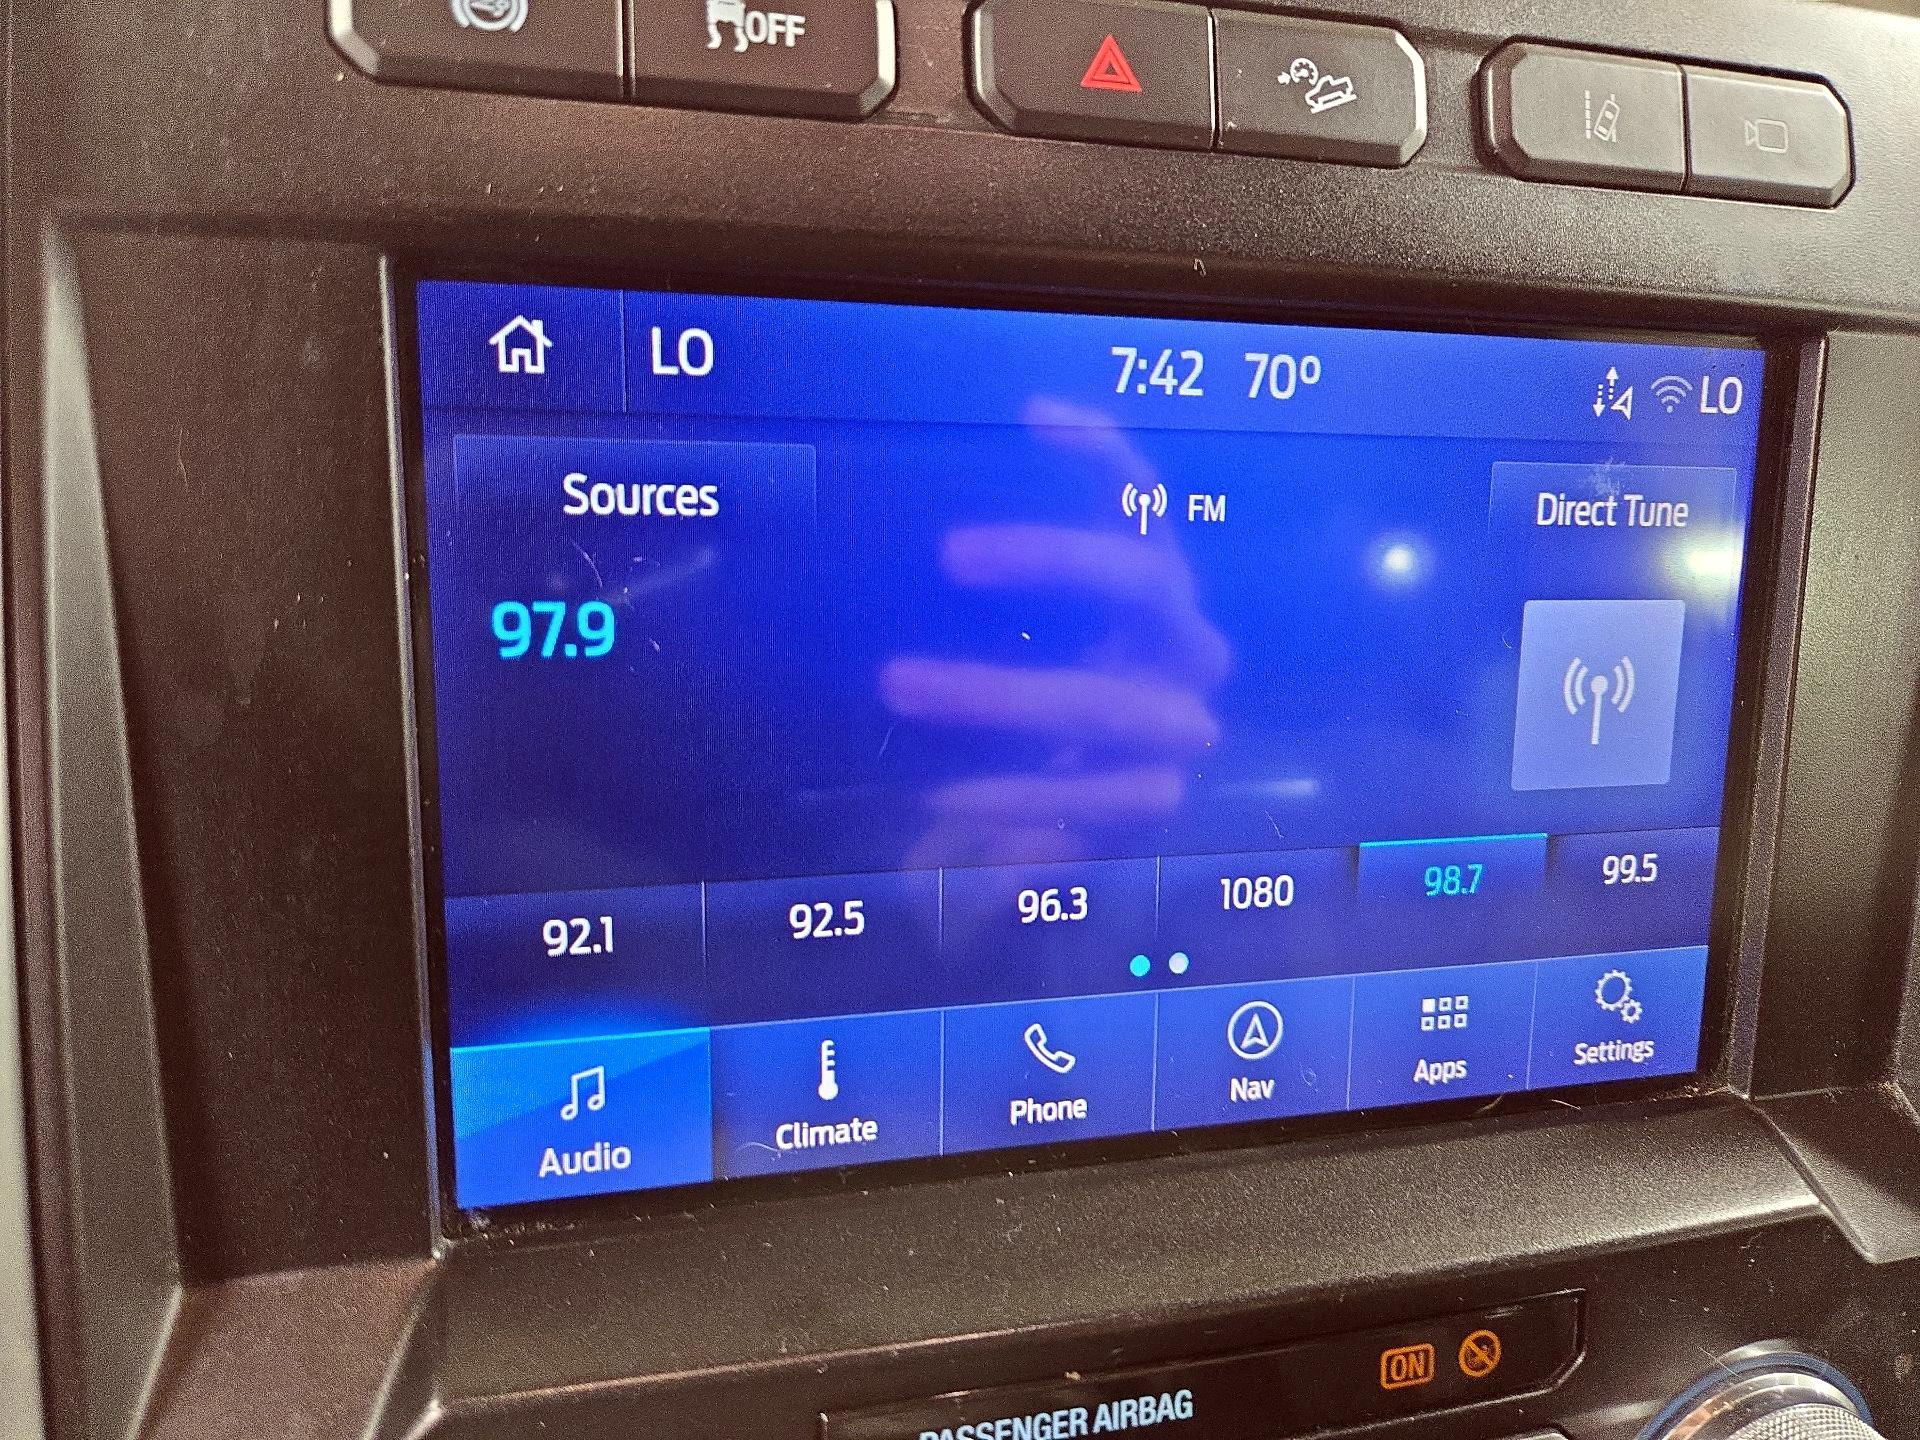 OFF
LO 7:42 70° LO
Sources FM Direct Tune
97.9
92.1 92.5 96.3 1080 98.7 99.5
Audio Climate Phone Nav Apps Settings
ON
PASSENGER AIRBAG